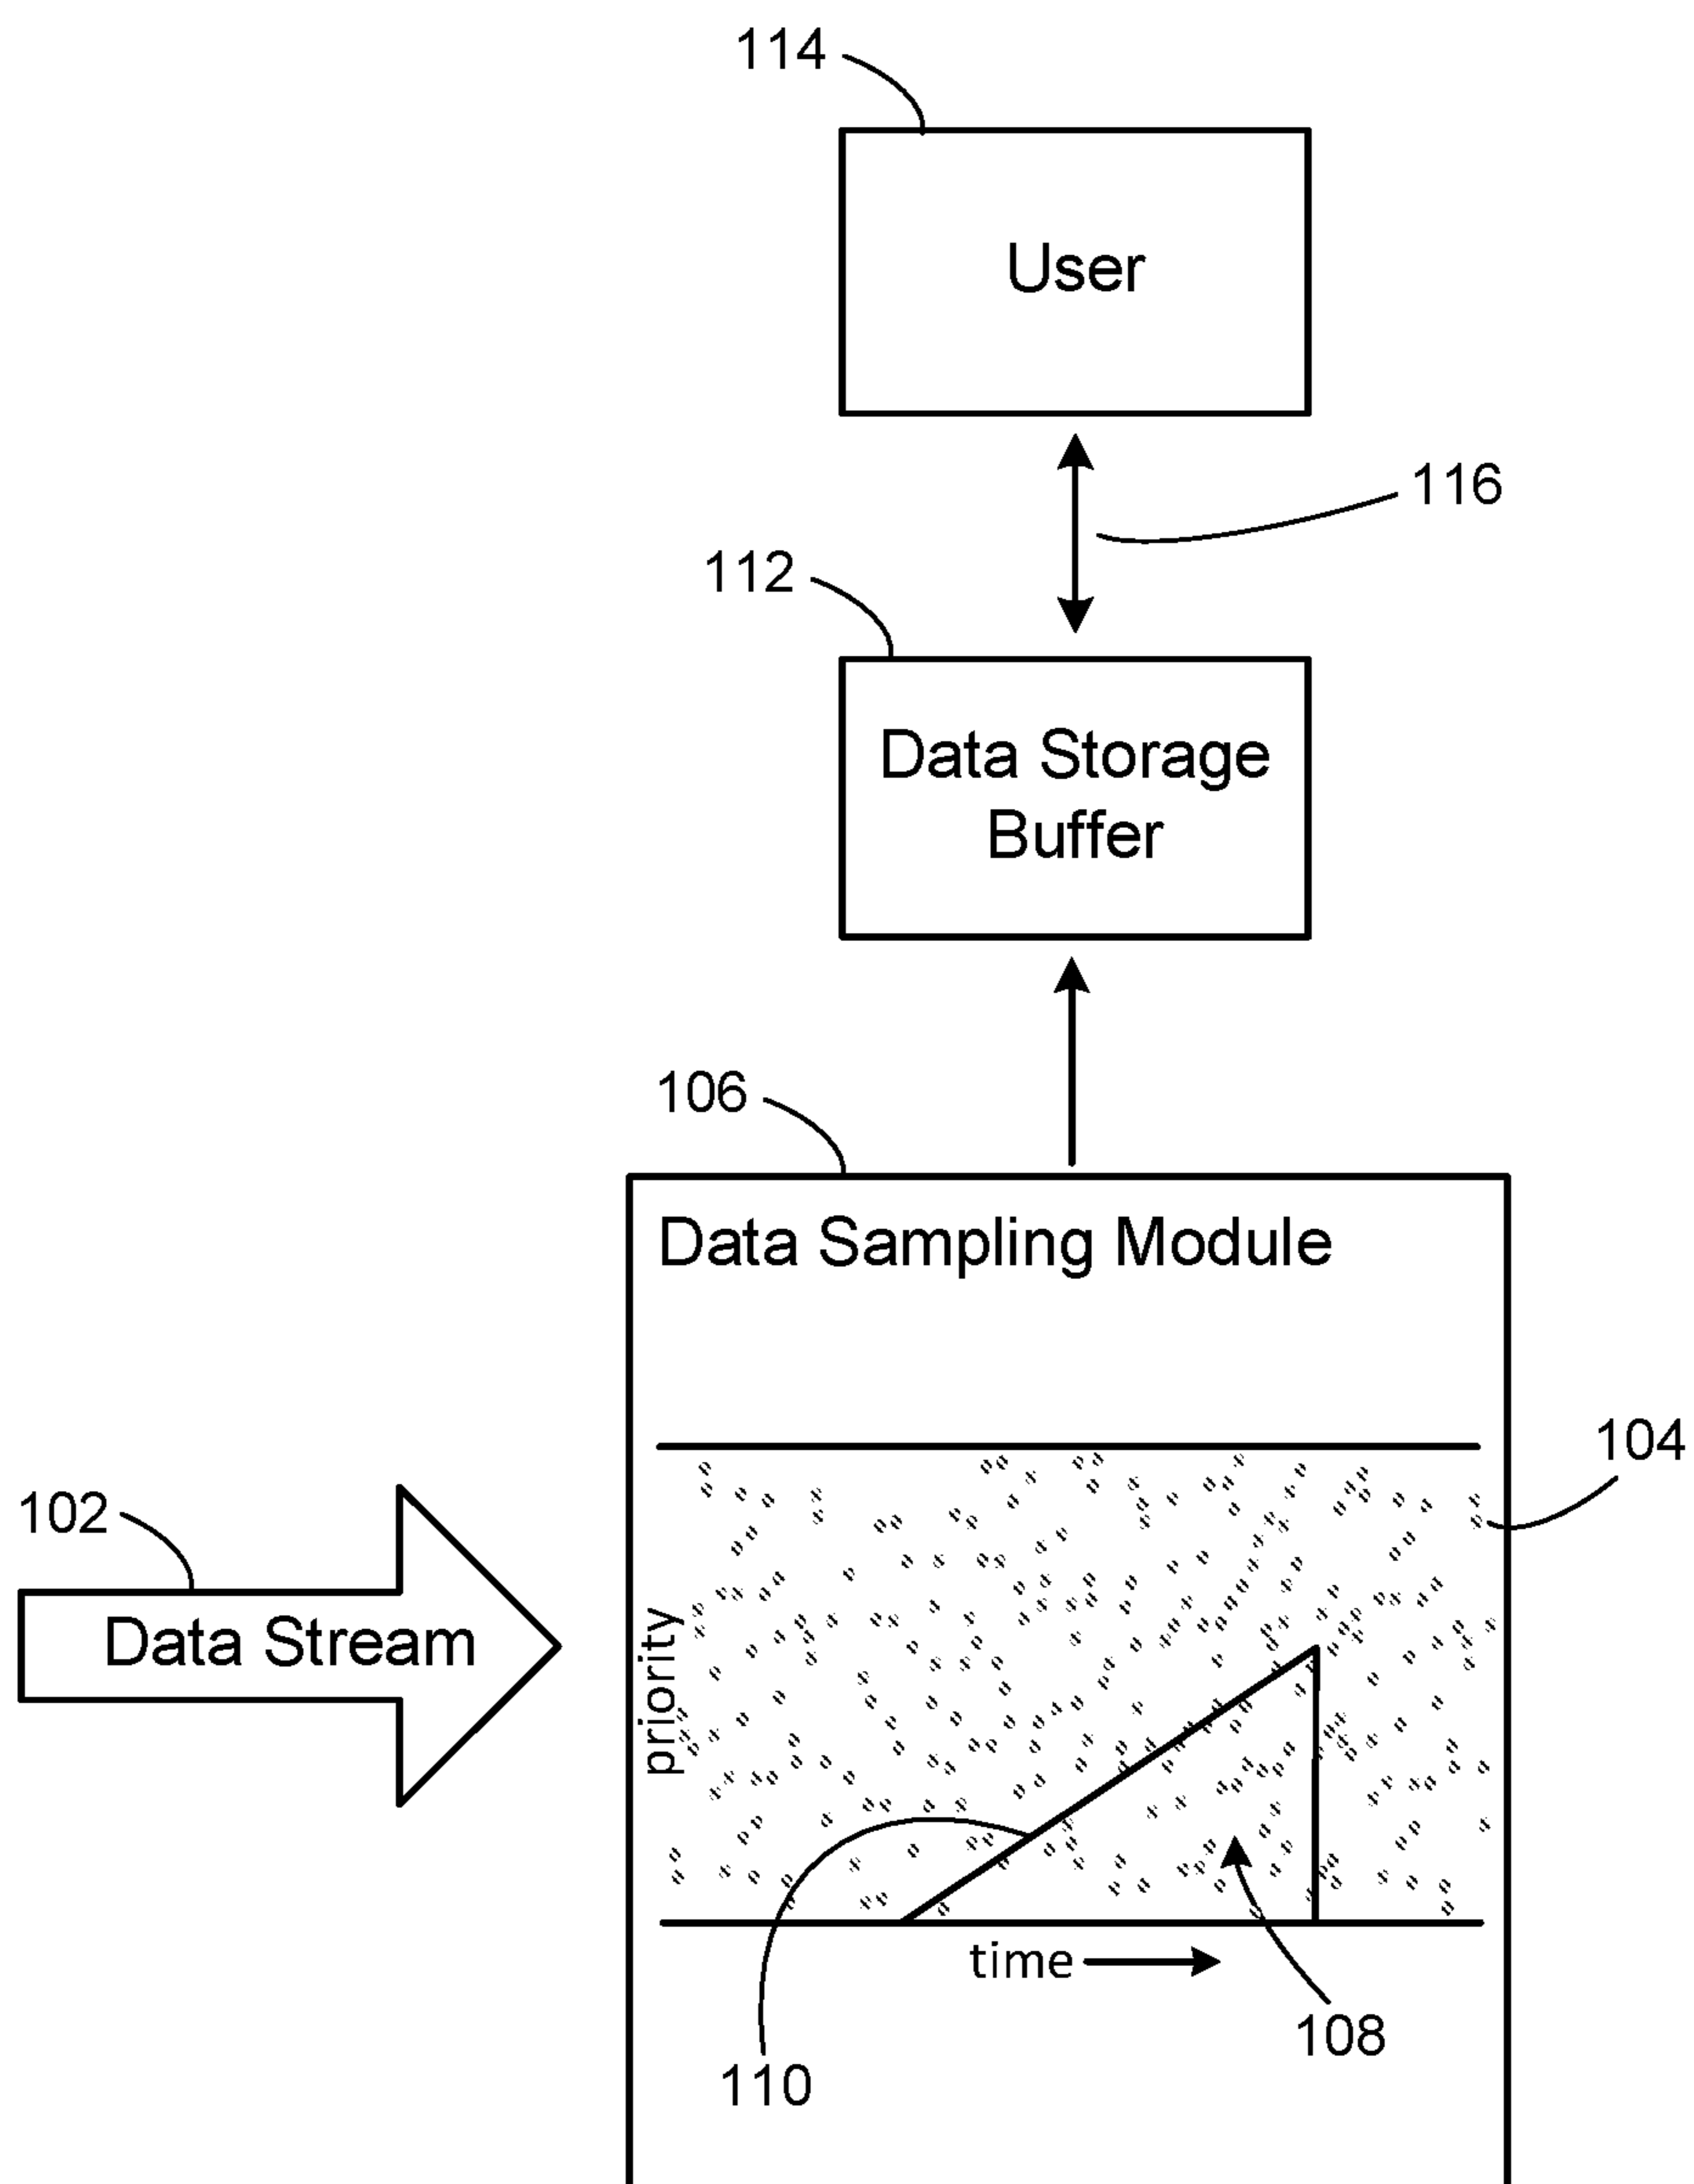 114
User
116
112
Data Storage
Buffer
106
Data Sampling Module
104
102
Data Stream
priority
time
108
110